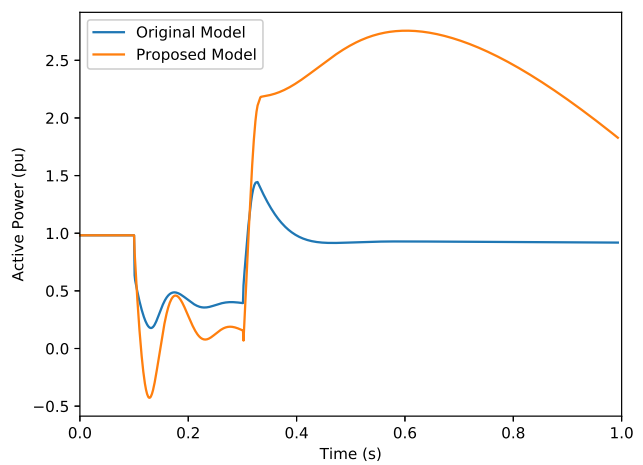 Original Model
Proposed Model
Active Power (pu)
2.5
2.0
1.5
1.0
0.5
0.0
−0.5
0.0 0.2 0.4 0.6 0.8 1.0
Time (s)